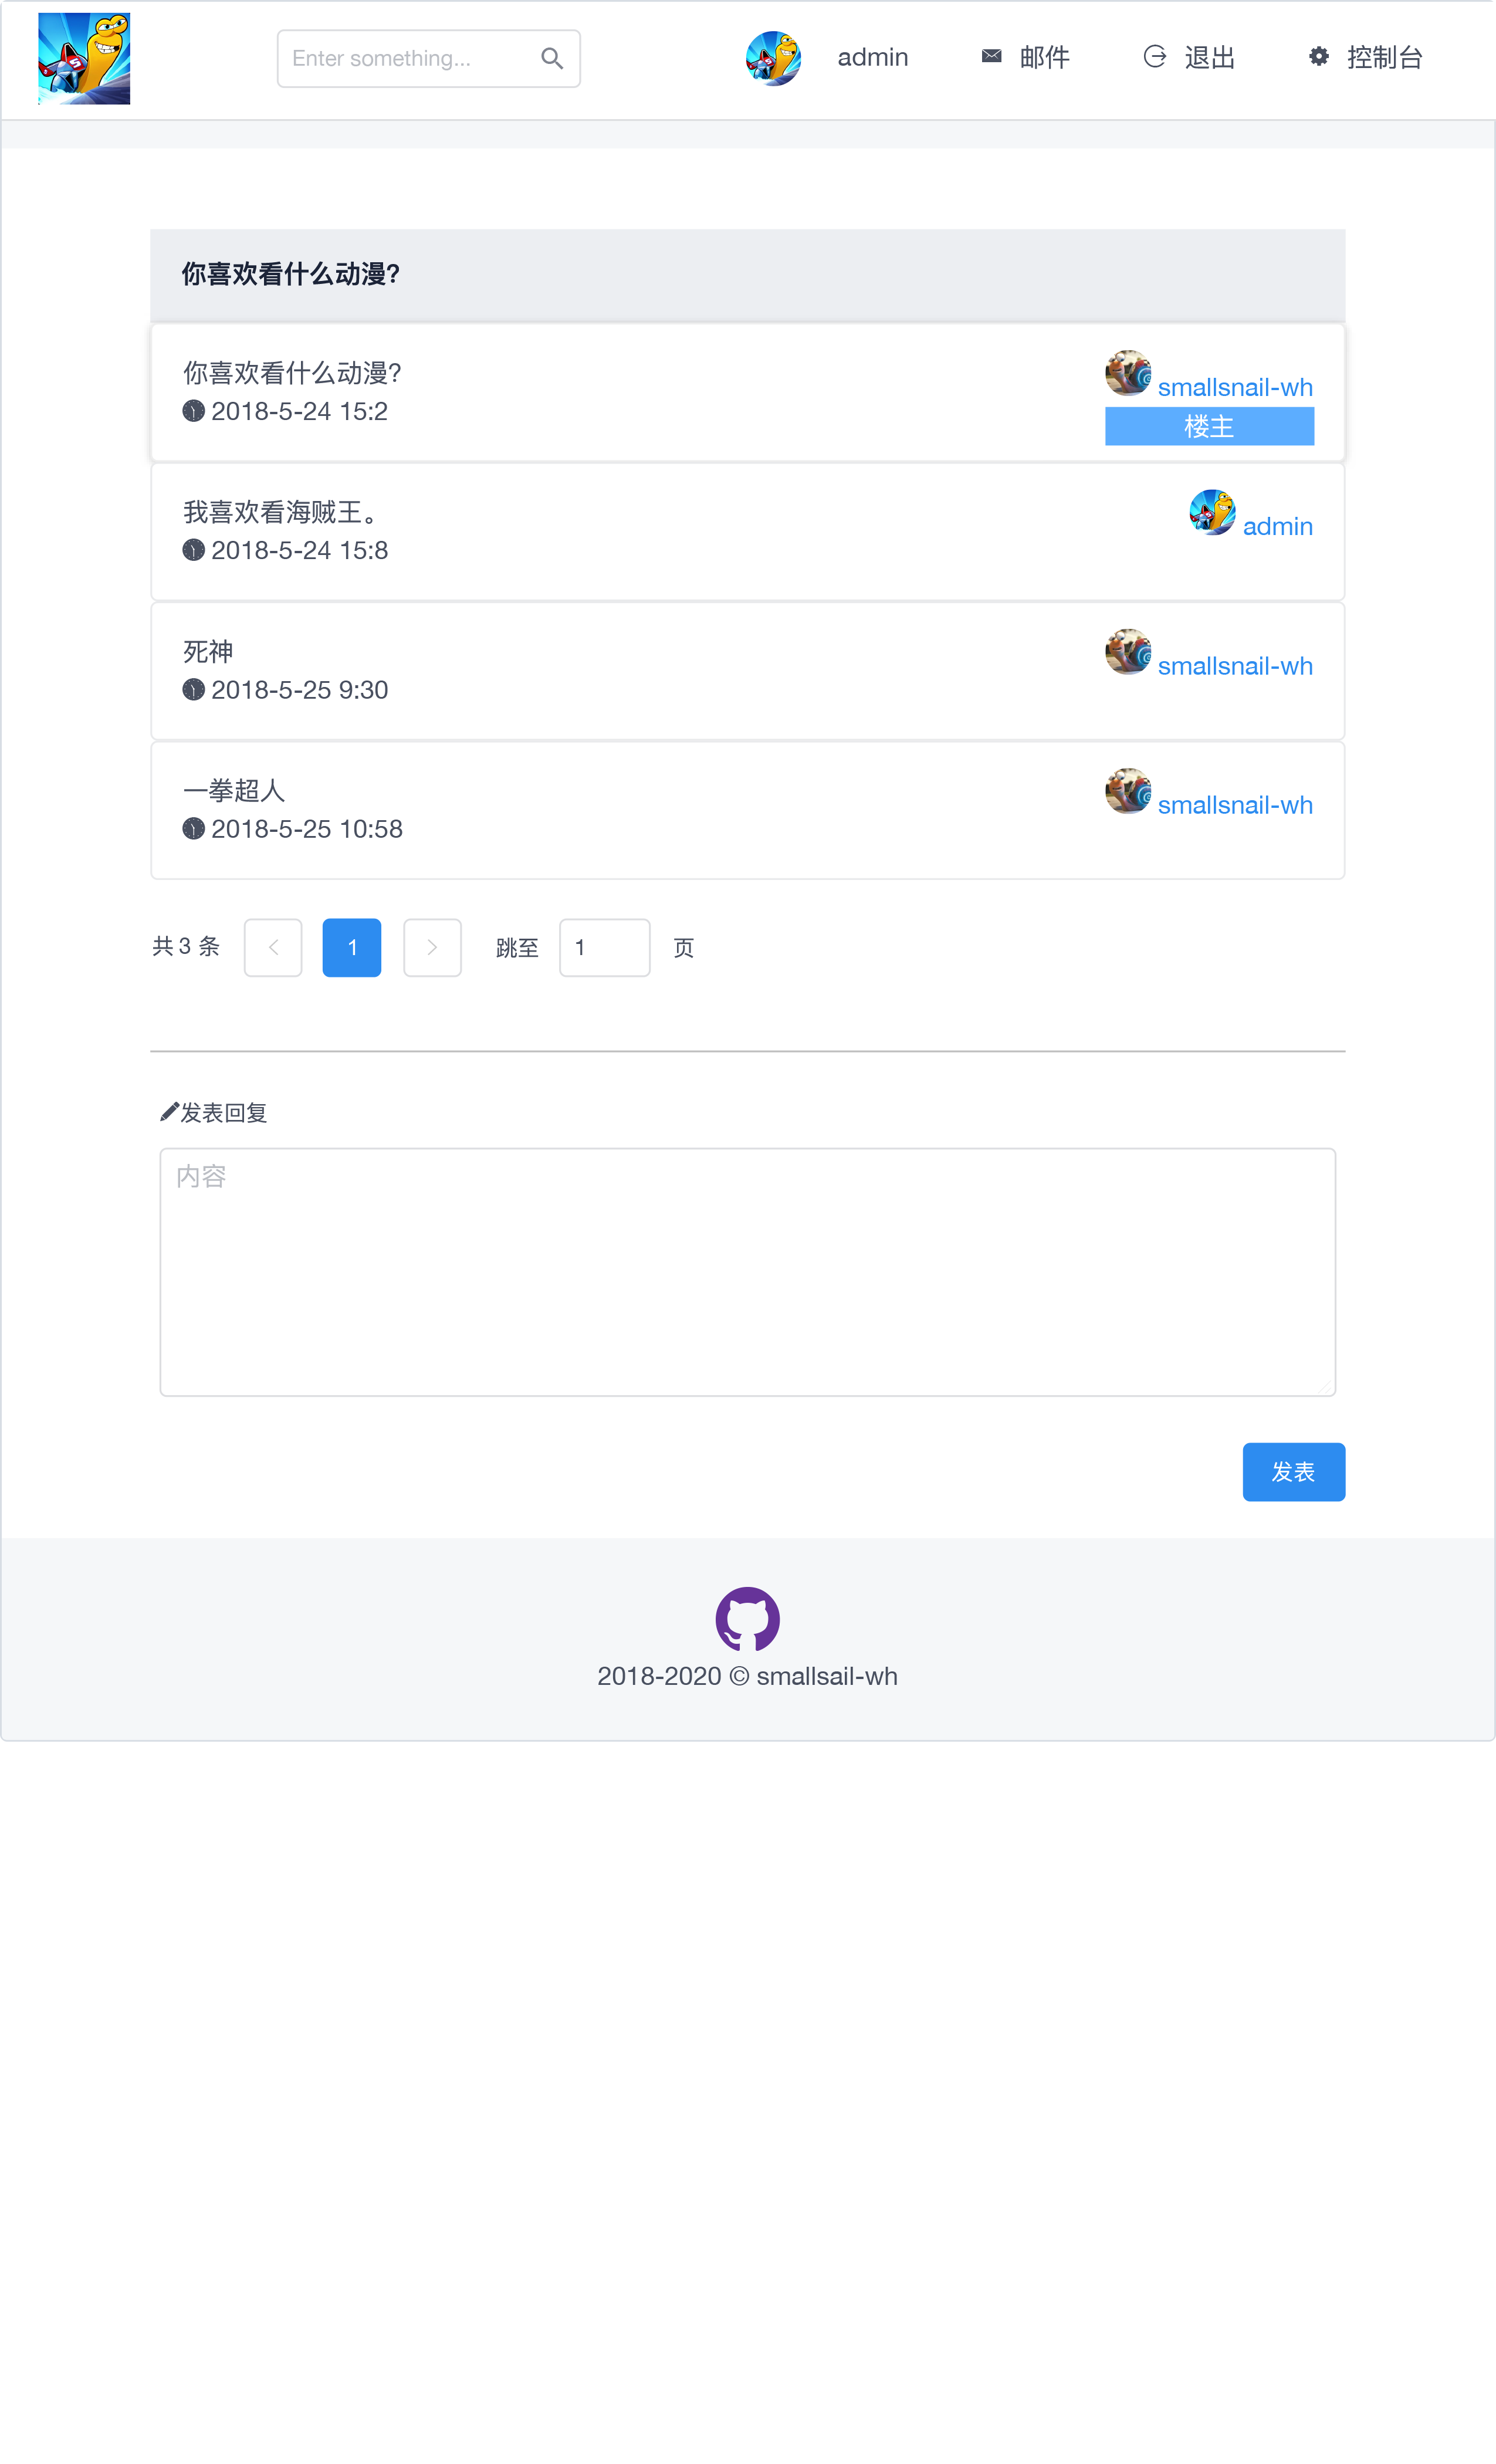 Enter something...
admin
邮件
退出
控制台
你喜欢看什么动漫?
你喜欢看什么动漫?
smallsnail-wh
2018-5-24 15:2
楼主
我喜欢看海贼王。
admin
2018-5-24 15:8
死神
smallsnail-wh
2018-5-25 9:30
一拳超人
smallsnail-wh
2018-5-25 10:58
共 3 条
1
跳至
1
页
发表回复
内容
发表
2018-2020 © smallsail-wh